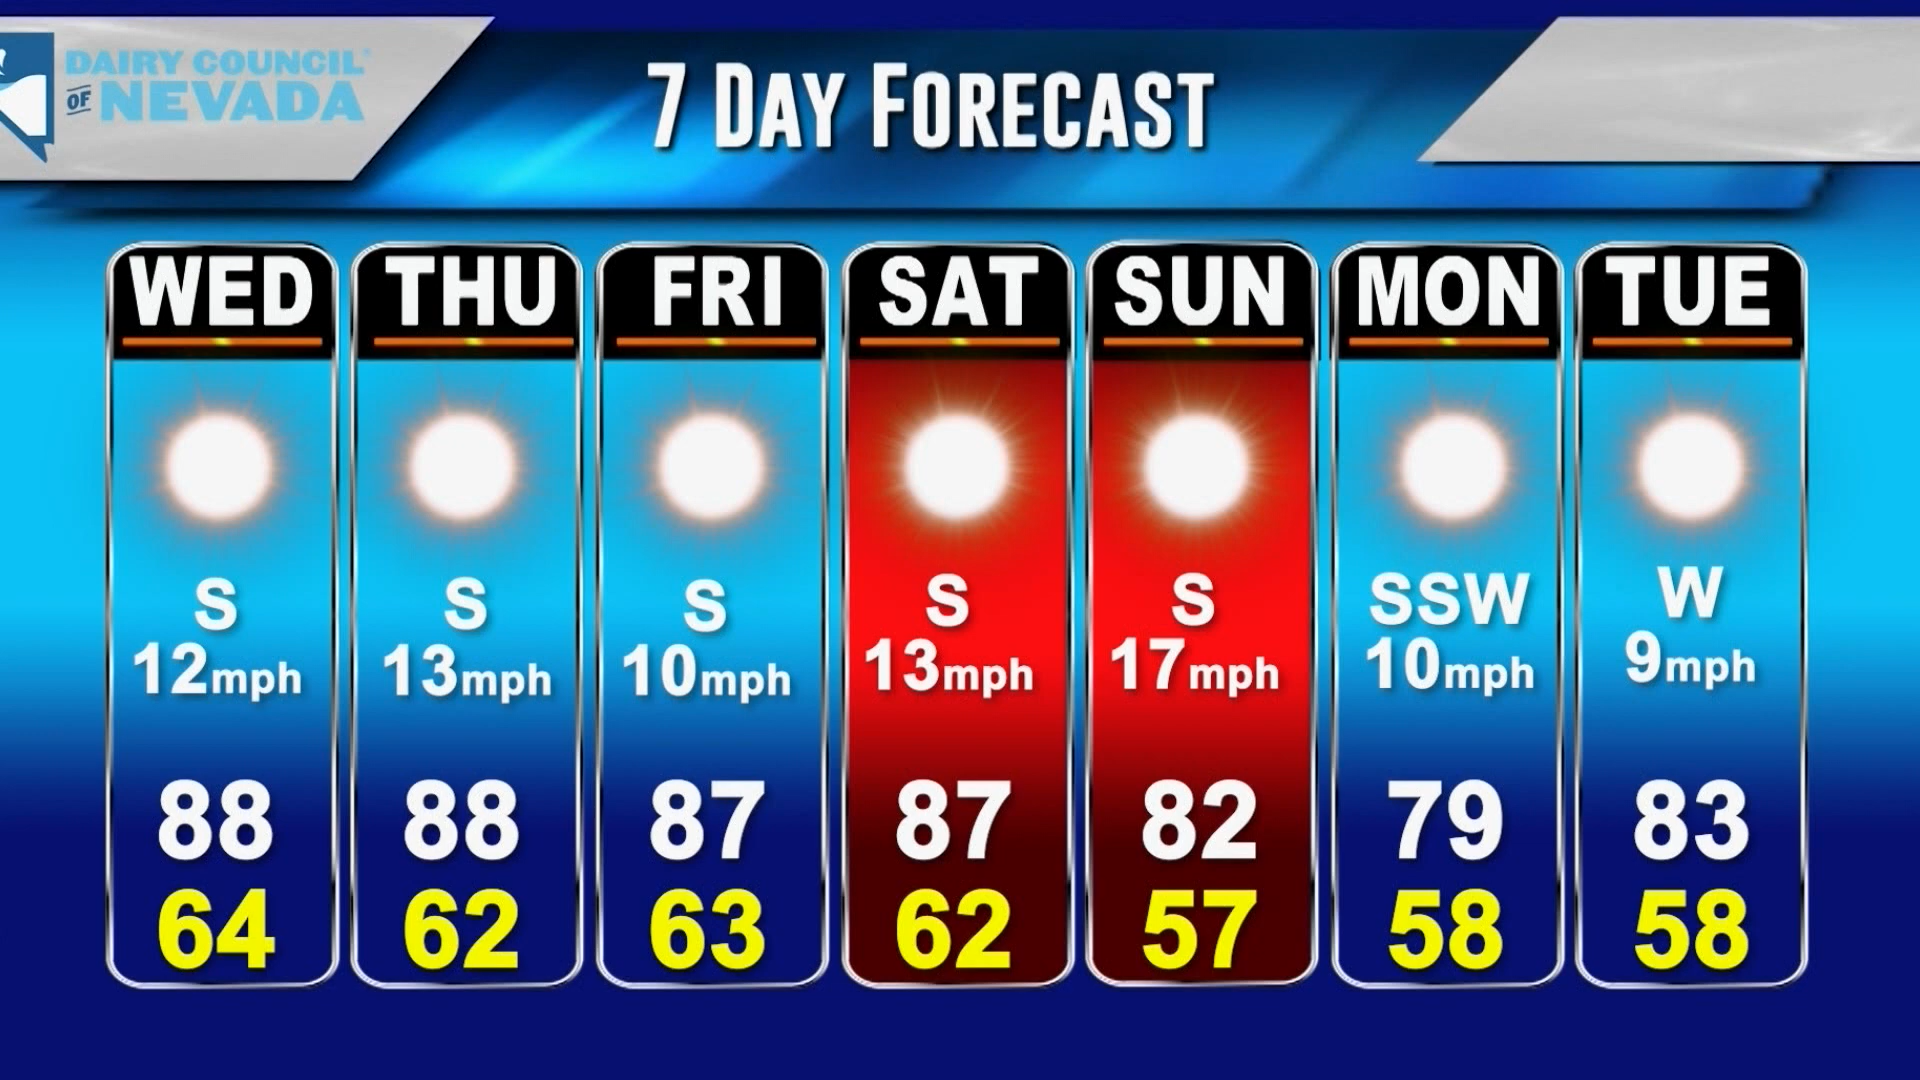 DAIRY COUNCIL®
OF NEVADA
7 DAY FORECAST
WED
S
12mph
88
64
THU
S
13mph
88
62
FRI
S
10mph
87
63
SAT
S
13mph
87
62
SUN
S
17mph
82
57
MON
SSW
10mph
79
58
TUE
W
9mph
83
58